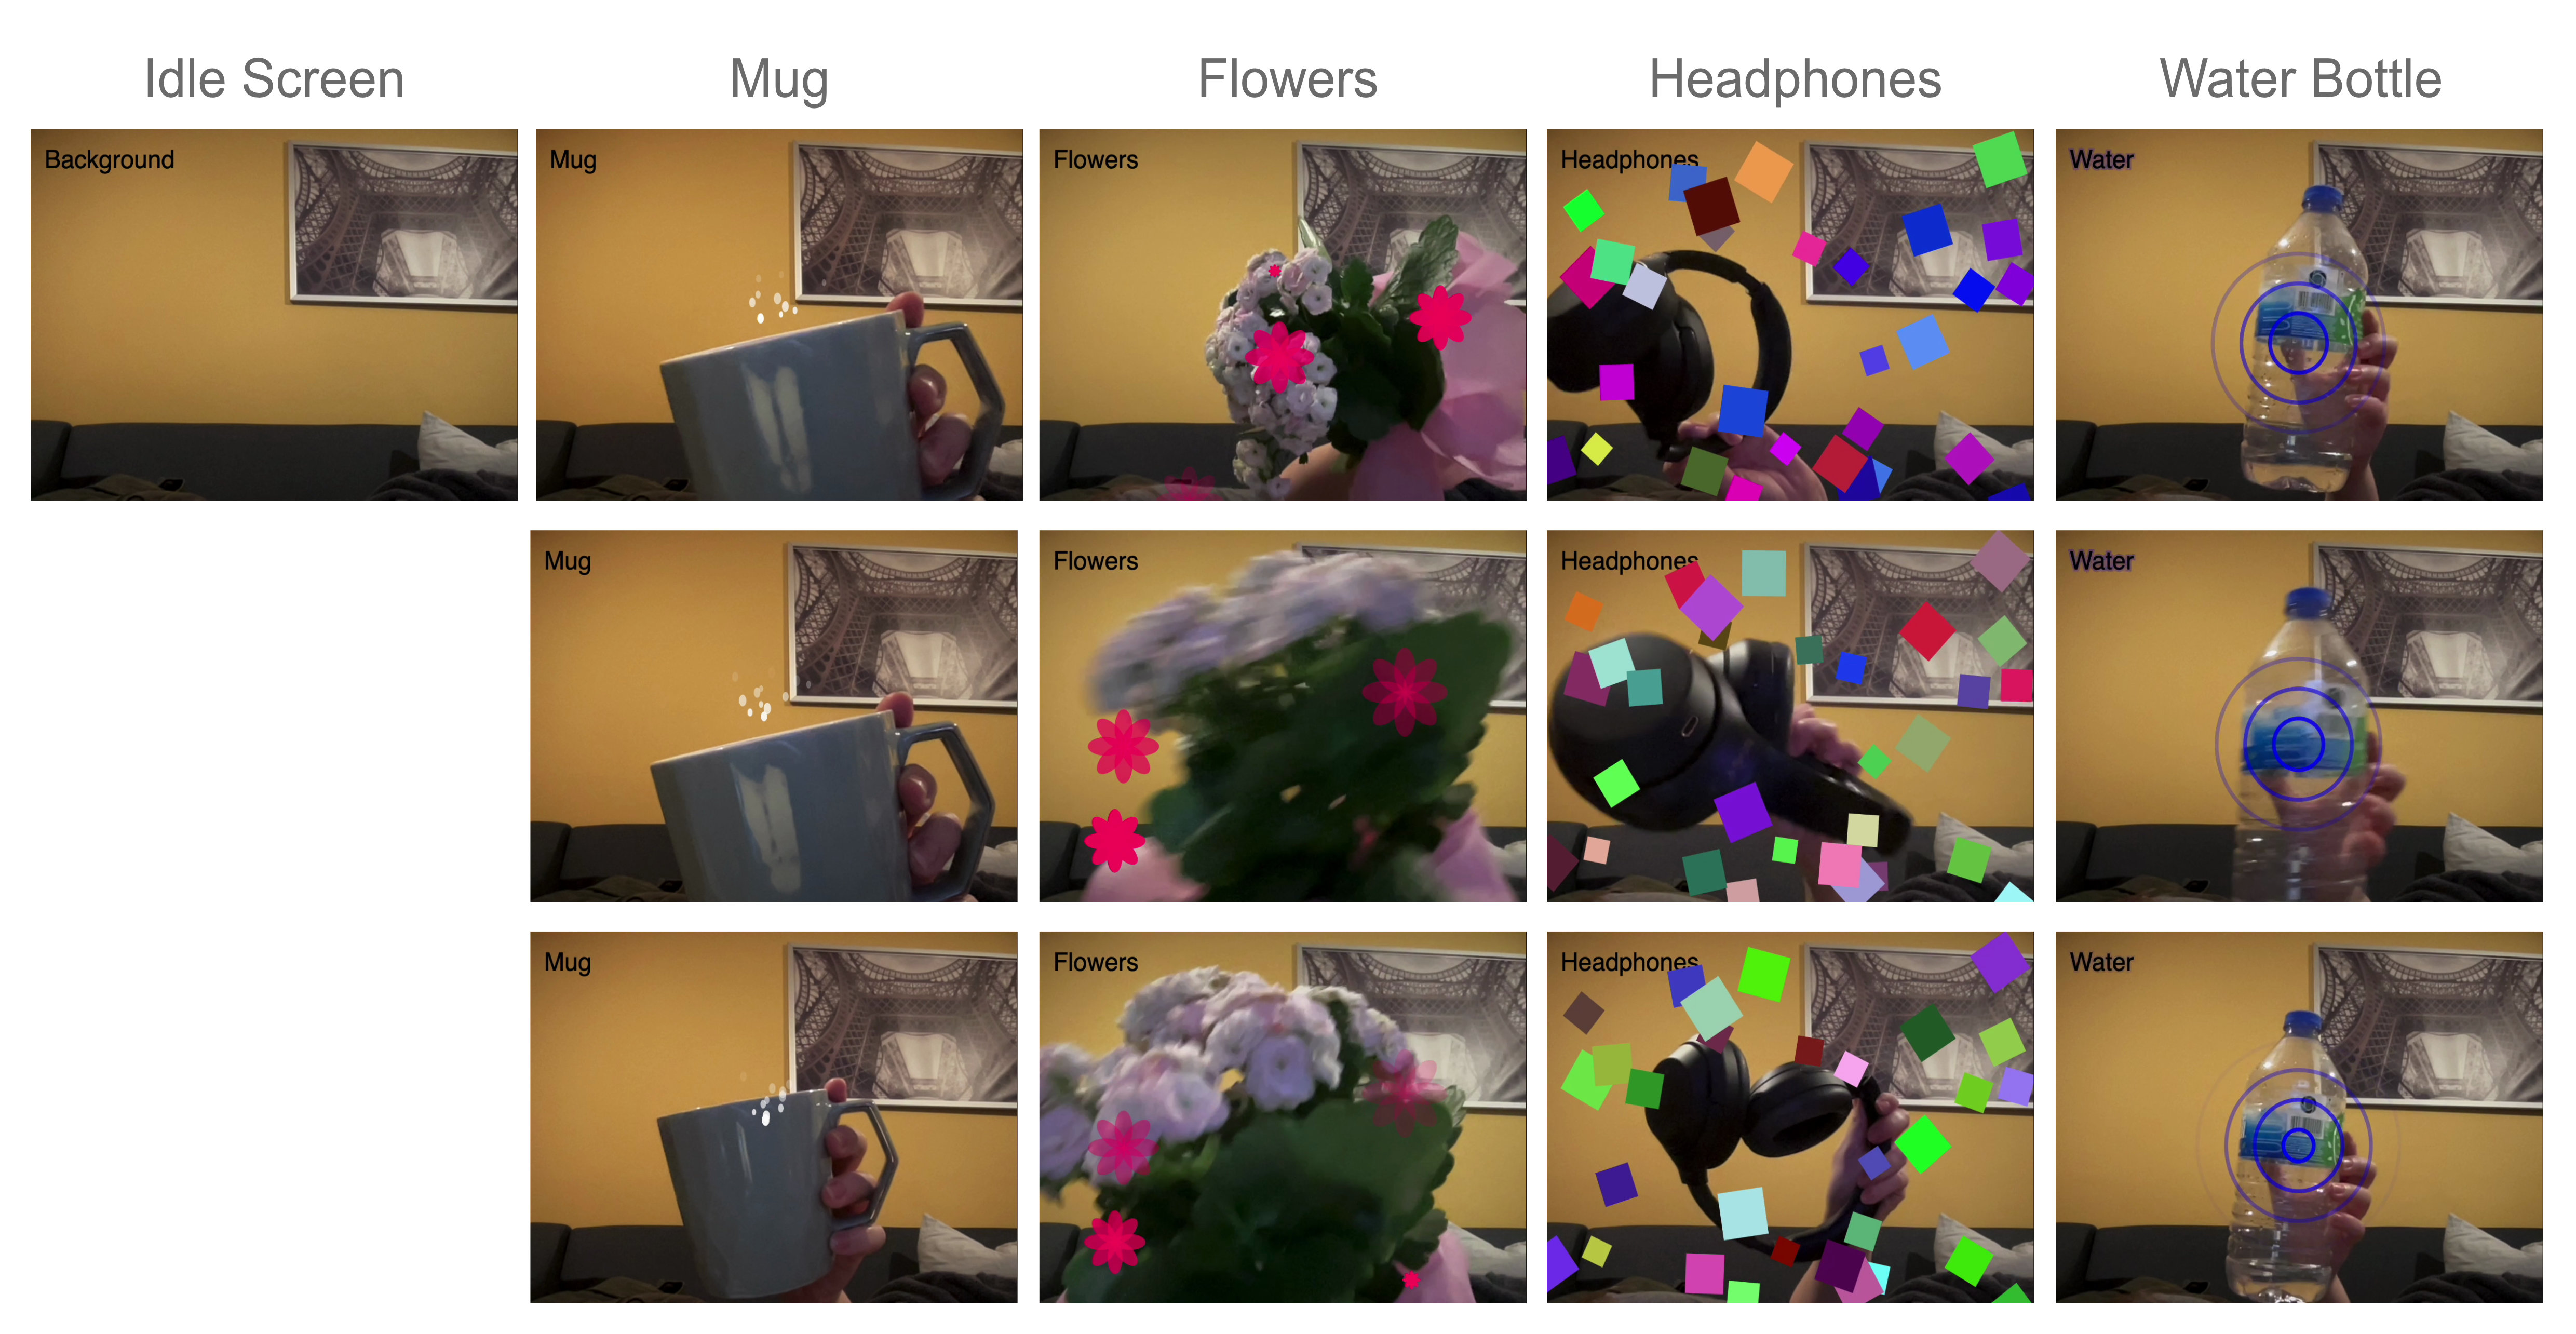 Idle Screen
Mug
Flowers
Headphones
Water Bottle
Background
Mug
Flowers
Headphones
Water
Mug
Flowers
Headphones
Water
Mug
Flowers
Headphones
Water